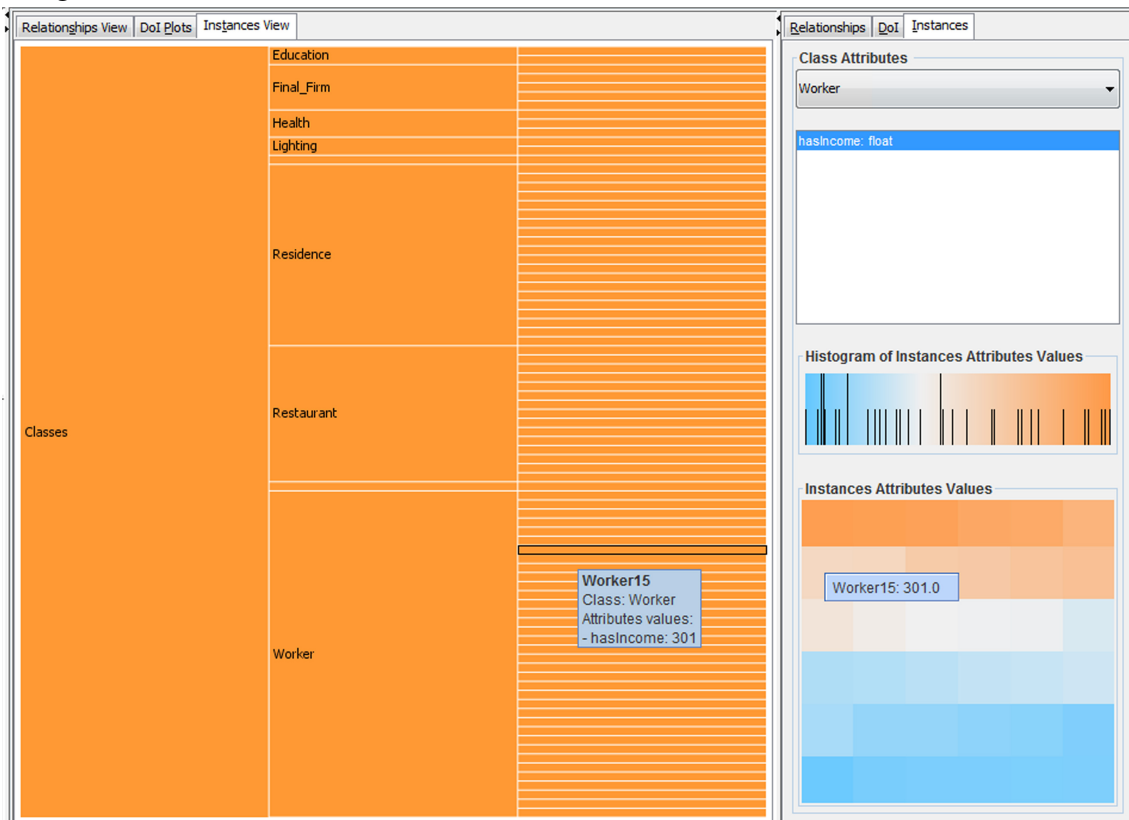 Relationships View
DoI Plots
Instances View
Education
Final_Firm
Health
Lighting
Residence
Restaurant
Classes
Worker
Worker15
Class: Worker
Attributes values:
- hasIncome: 301
Relationships
DoI
Instances
Class Attributes
Worker
hasIncome: float
Histogram of Instances Attributes Values
Instances Attributes Values
Worker15: 301.0